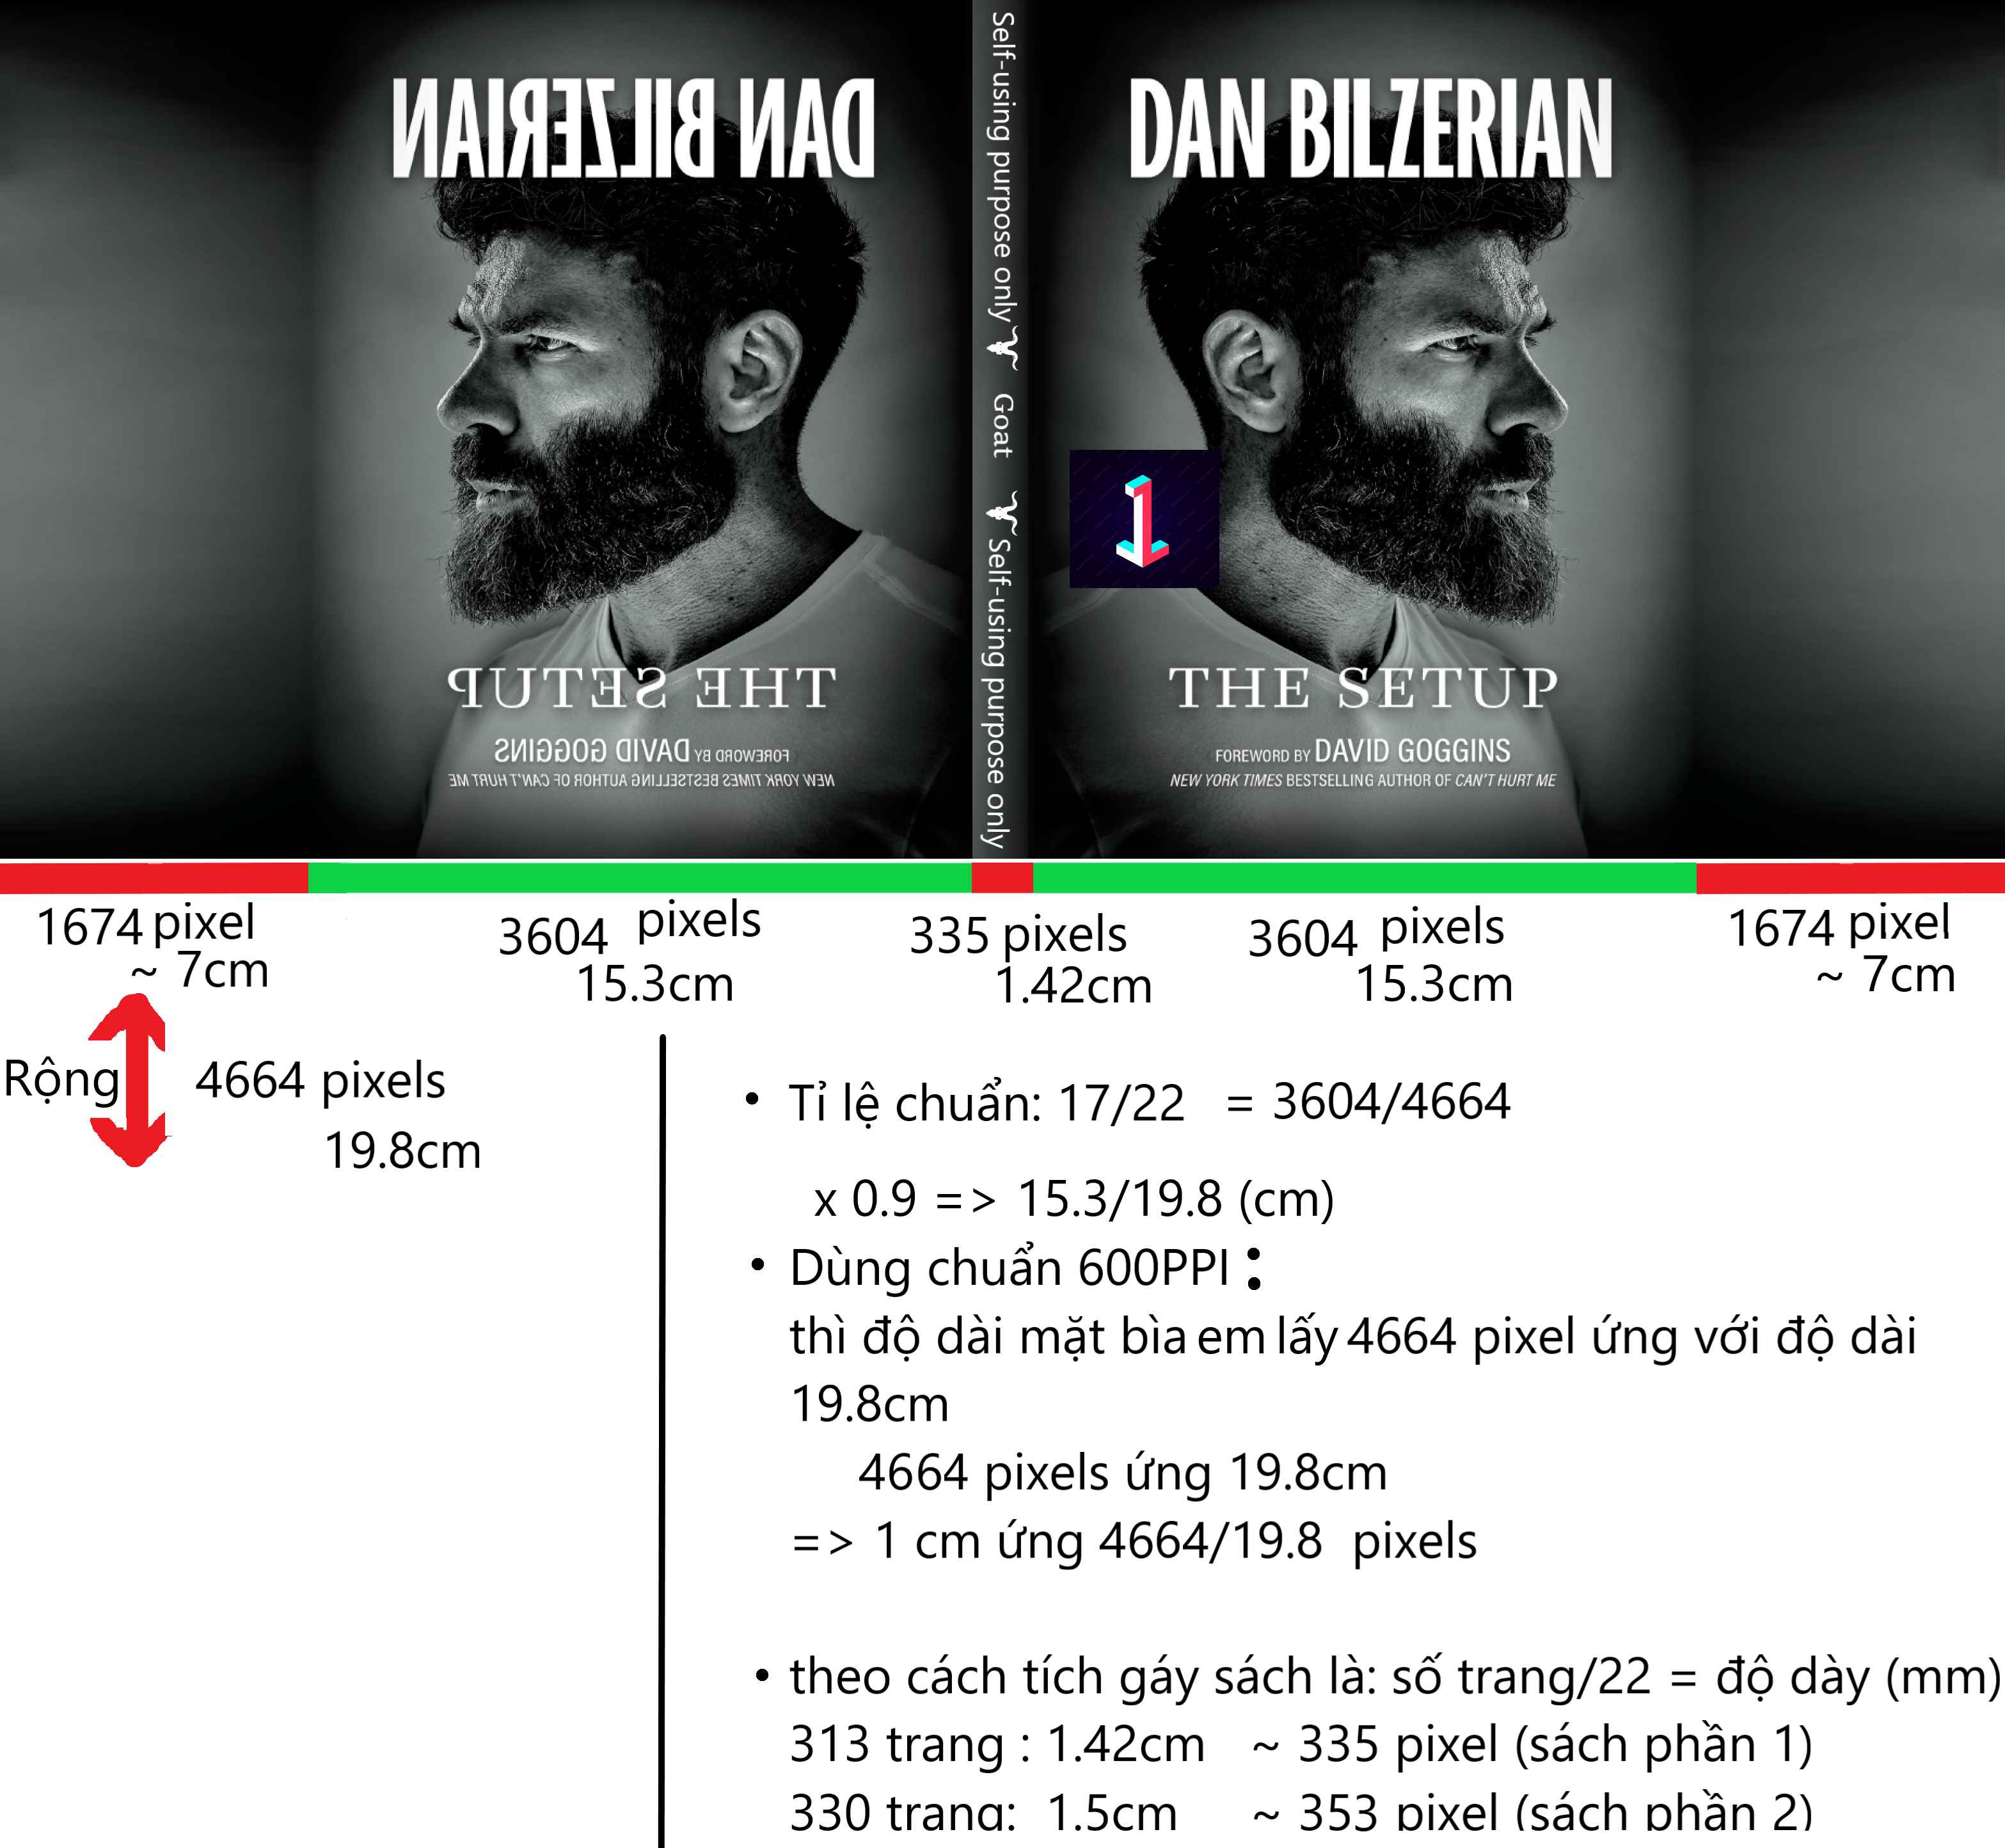 DAN BILZERIAN
THE SETUP
FOREWORD BY DAVID GOGGINS
NEW YORK TIMES BESTSELLING AUTHOR OF CAN'T HURT ME
Self-using purpose only Goat Self-using purpose only
DAN BILZERIAN
THE SETUP
FOREWORD BY DAVID GOGGINS
NEW YORK TIMES BESTSELLING AUTHOR OF CAN'T HURT ME
1674 pixel
~ 7cm
3604 pixels
15.3cm
335 pixels
1.42cm
3604 pixels
15.3cm
1674 pixel
~ 7cm
Rộng 4664 pixels
19.8cm
• Tỉ lệ chuẩn: 17/22 = 3604/4664
x 0.9 => 15.3/19.8 (cm)
• Dùng chuẩn 600PPI :
thì độ dài mặt bìa em lấy 4664 pixel ứng với độ dài
19.8cm
4664 pixels ứng 19.8cm
=> 1 cm ứng 4664/19.8 pixels
• theo cách tích gáy sách là: số trang/22 = độ dày (mm)
313 trang : 1.42cm ~ 335 pixel (sách phần 1)
330 trang: 1.5cm ~ 353 pixel (sách phần 2)